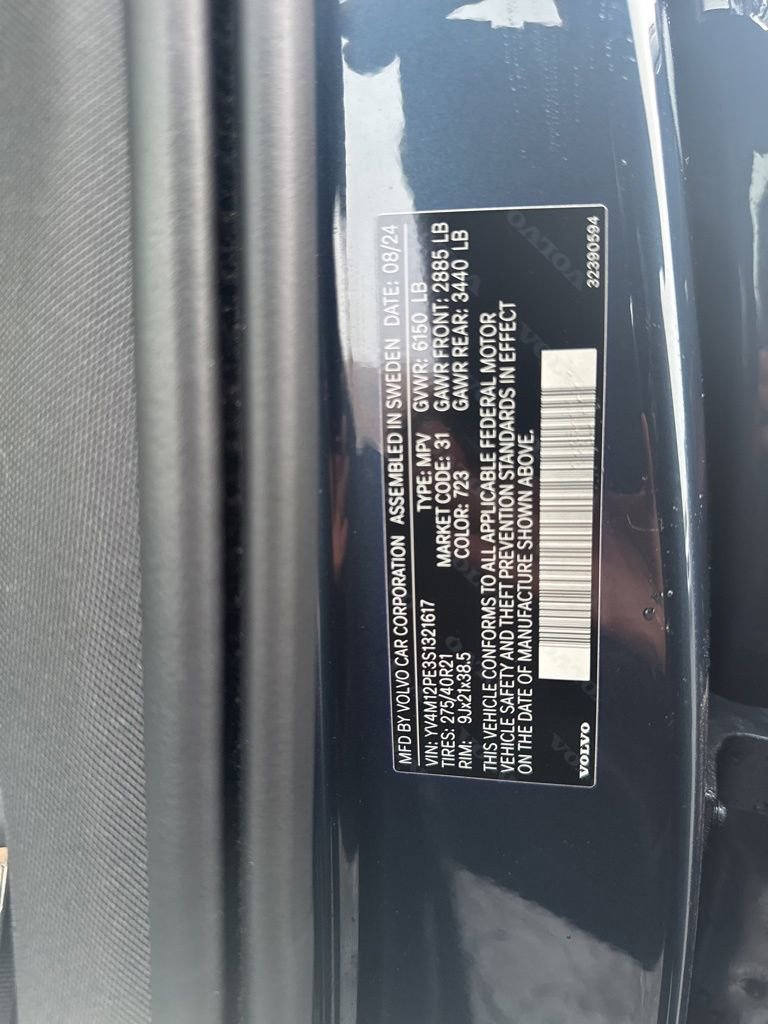 MFD BY VOLVO CAR CORPORATION ASSEMBLED IN SWEDEN DATE: 08/24
VIN: YV4M12PE3S1321617 TYPE: MPV GVWR: 6150 LB
TIRES: 275/40R21 MARKET CODE: 31 GAWR FRONT: 2885 LB
RIM: 9Jx21x38.5 COLOR: 723 GAWR REAR: 3440 LB
THIS VEHICLE CONFORMS TO ALL APPLICABLE FEDERAL MOTOR
VEHICLE SAFETY AND THEFT PREVENTION STANDARDS IN EFFECT
ON THE DATE OF MANUFACTURE SHOWN ABOVE.
VOLVO 32390594